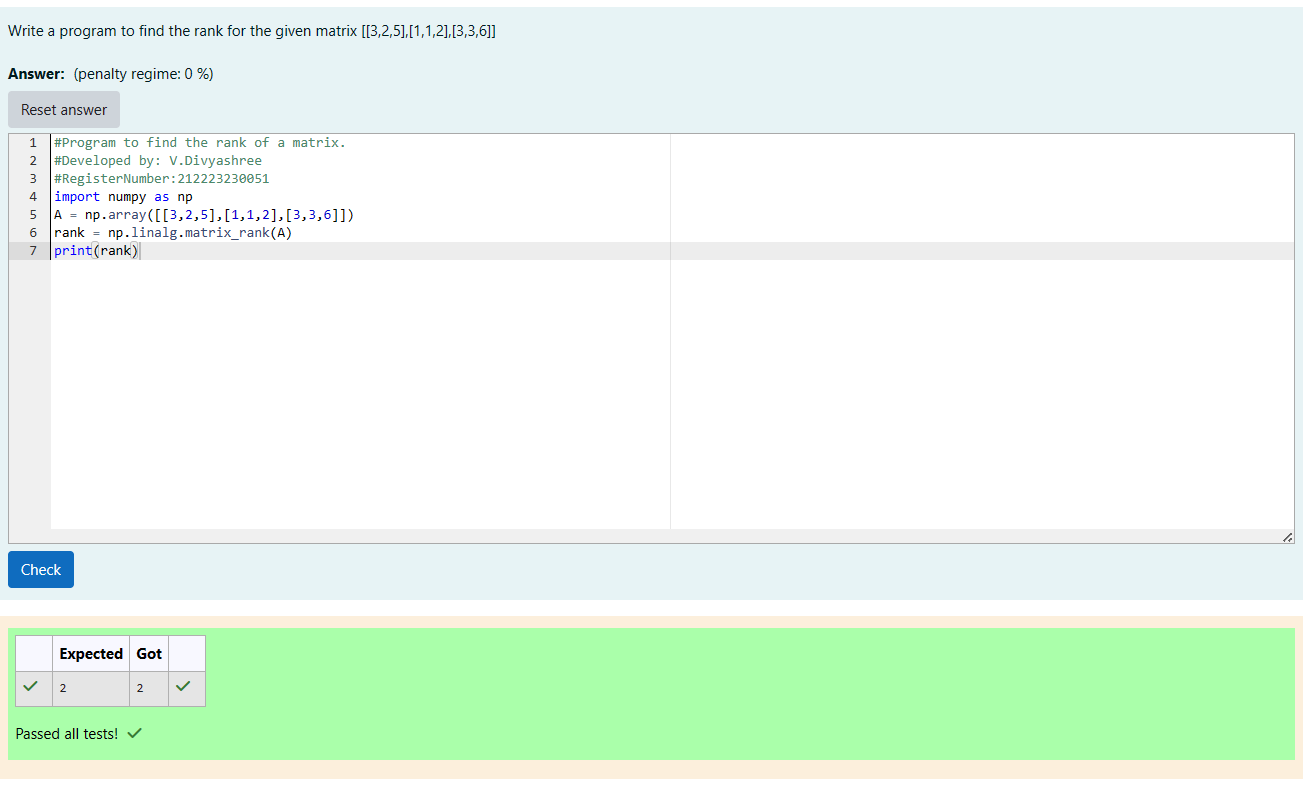 Write a program to find the rank for the given matrix [[3,2,5],[1,1,2],[3,3,6]]
Answer: (penalty regime: 0 %)
Reset answer
1 #Program to find the rank of a matrix.
2 #Developed by: V.Divyashree
3 #RegisterNumber:212223230051
4 import numpy as np
5 A = np.array([[3,2,5],[1,1,2],[3,3,6]])
6 rank = np.linalg.matrix_rank(A)
7 print(rank)
Check
Expected Got
2 2
Passed all tests!